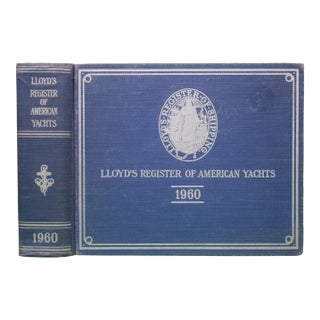 LLOYD'S
REGISTER
OF
AMERICAN
YACHTS
1960
LLOYD'S·REGISTER·OF·SHIPPING
LLOYD'S REGISTER OF AMERICAN YACHTS
1960